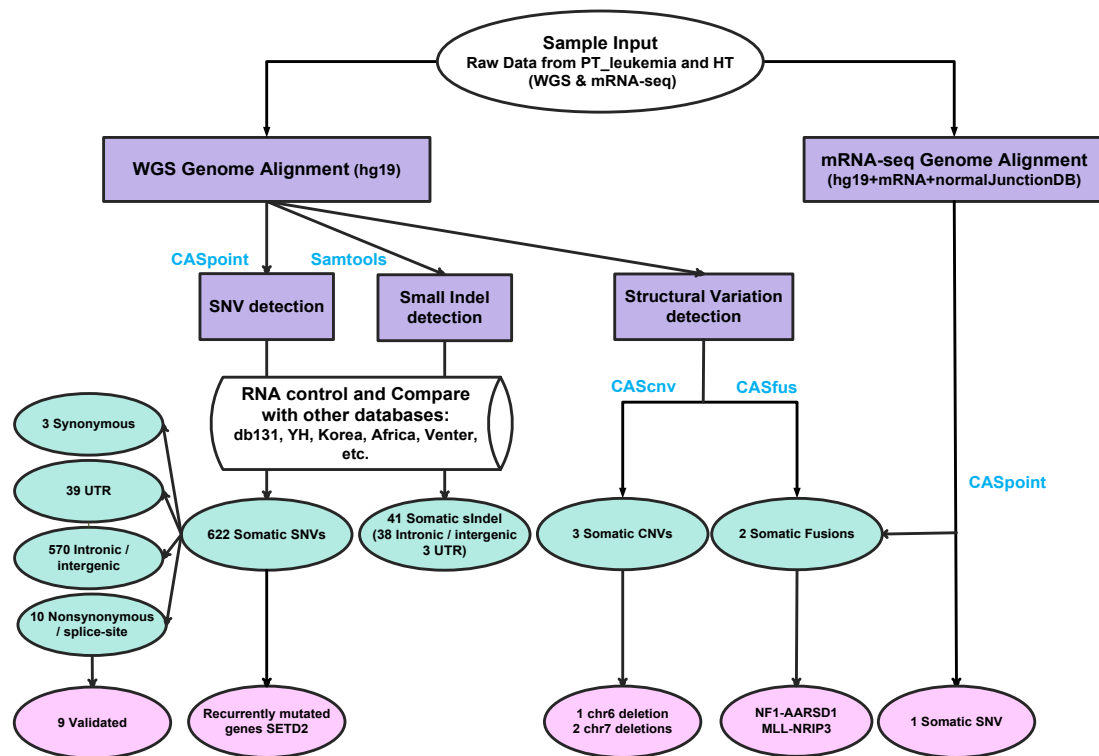 Sample Input
Raw Data from PT_leukemia and HT
(WGS & mRNA-seq)
WGS Genome Alignment (hg19)
mRNA-seq Genome Alignment
(hg19+mRNA+normalJunctionDB)
CASpoint
Samtools
SNV detection
Small Indel
detection
Structural Variation
detection
RNA control and Compare
with other databases:
db131, YH, Korea, Africa, Venter,
etc.
CAScnv
CASfus
CASpoint
3 Synonymous
39 UTR
570 Intronic /
intergenic
10 Nonsynonymous
/ splice-site
622 Somatic SNVs
41 Somatic sIndel
(38 Intronic / intergenic
3 UTR)
3 Somatic CNVs
2 Somatic Fusions
9 Validated
Recurrently mutated
genes SETD2
1 chr6 deletion
2 chr7 deletions
NF1-AARSD1
MLL-NRIP3
1 Somatic SNV